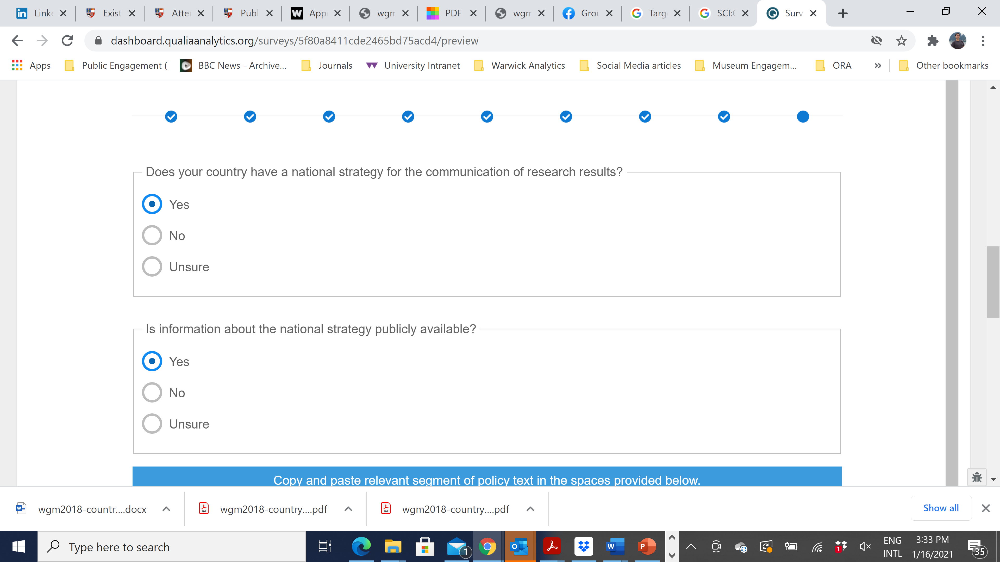 Linke Exist Atter Publ App wgm PDF wgm Grou Targ SCI:( Surv
dashboard.qualiaanalytics.org/surveys/5f80a8411cde2465bd75acd4/preview
Apps Public Engagement ( BBC News - Archive... Journals University Intranet Warwick Analytics Social Media articles Museum Engagem... ORA » Other bookmarks
Does your country have a national strategy for the communication of research results?
Yes
No
Unsure
Is information about the national strategy publicly available?
Yes
No
Unsure
Copy and paste relevant segment of policy text in the spaces provided below.
wgm2018-countr....docx wgm2018-country....pdf wgm2018-country....pdf Show all
Type here to search
1
1
ENG
INTL
3:33 PM
1/16/2021
35